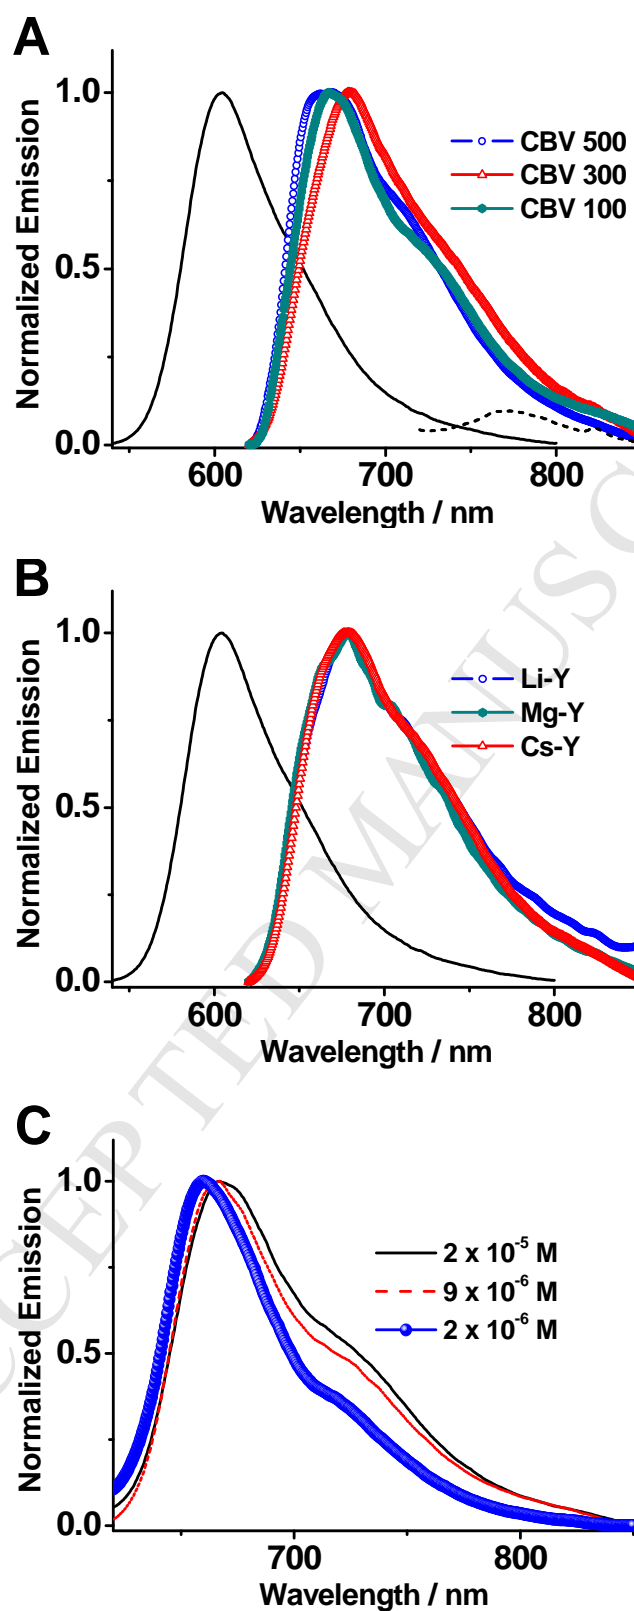 A
Normalized Emission
1.0
0.5
0.0
CBV 500
CBV 300
CBV 100
600
700
800
Wavelength / nm
B
Normalized Emission
1.0
0.5
0.0
Li-Y
Mg-Y
Cs-Y
600
700
800
Wavelength / nm
C
Normalized Emission
1.0
0.5
0.0
2 x 10⁻⁵ M
9 x 10⁻⁶ M
2 x 10⁻⁶ M
700
800
Wavelength / nm
CCEPTED MANUSC